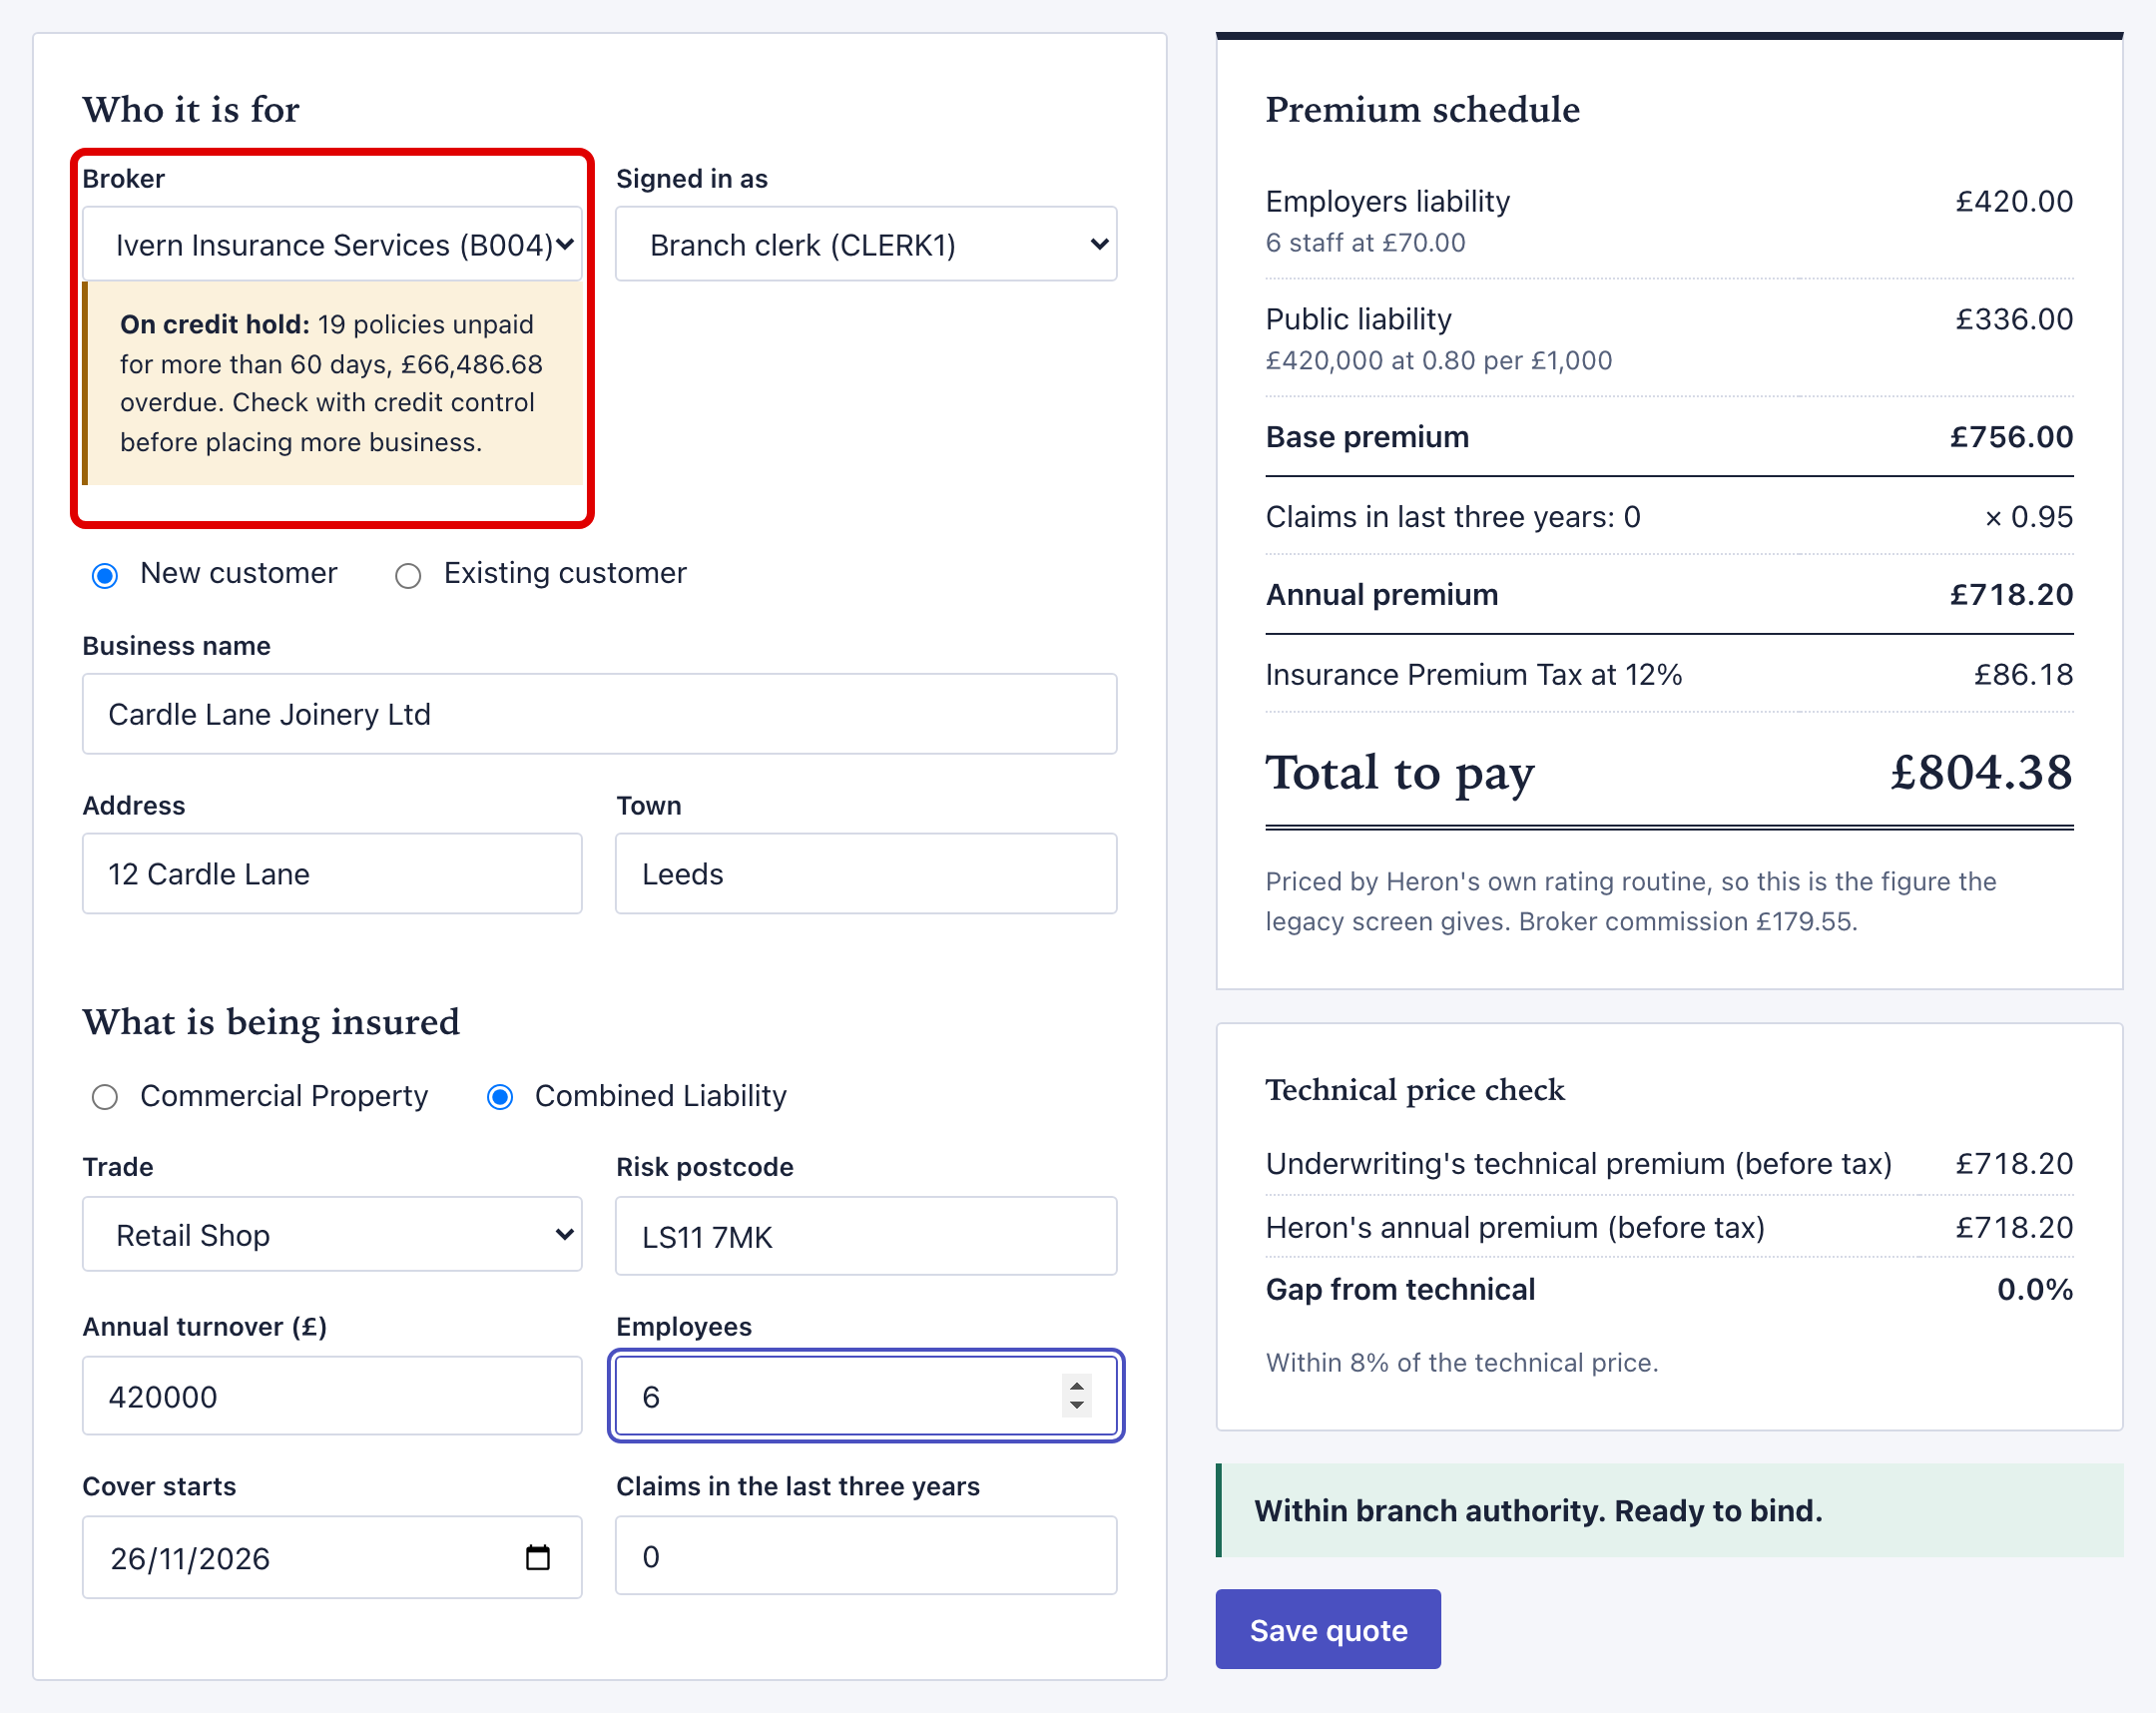 Who it is for
Broker
Signed in as
Ivern Insurance Services (B004)
Branch clerk (CLERK1)
On credit hold: 19 policies unpaid
for more than 60 days, £66,486.68
overdue. Check with credit control
before placing more business.
New customer
Existing customer
Business name
Cardle Lane Joinery Ltd
Address
Town
12 Cardle Lane
Leeds
What is being insured
Commercial Property
Combined Liability
Trade
Risk postcode
Retail Shop
LS11 7MK
Annual turnover (£)
Employees
420000
6
Cover starts
Claims in the last three years
26/11/2026
0
Premium schedule
Employers liability £420.00
6 staff at £70.00
Public liability £336.00
£420,000 at 0.80 per £1,000
Base premium £756.00
Claims in last three years: 0 × 0.95
Annual premium £718.20
Insurance Premium Tax at 12% £86.18
Total to pay £804.38
Priced by Heron's own rating routine, so this is the figure the
legacy screen gives. Broker commission £179.55.
Technical price check
Underwriting's technical premium (before tax) £718.20
Heron's annual premium (before tax) £718.20
Gap from technical 0.0%
Within 8% of the technical price.
Within branch authority. Ready to bind.
Save quote